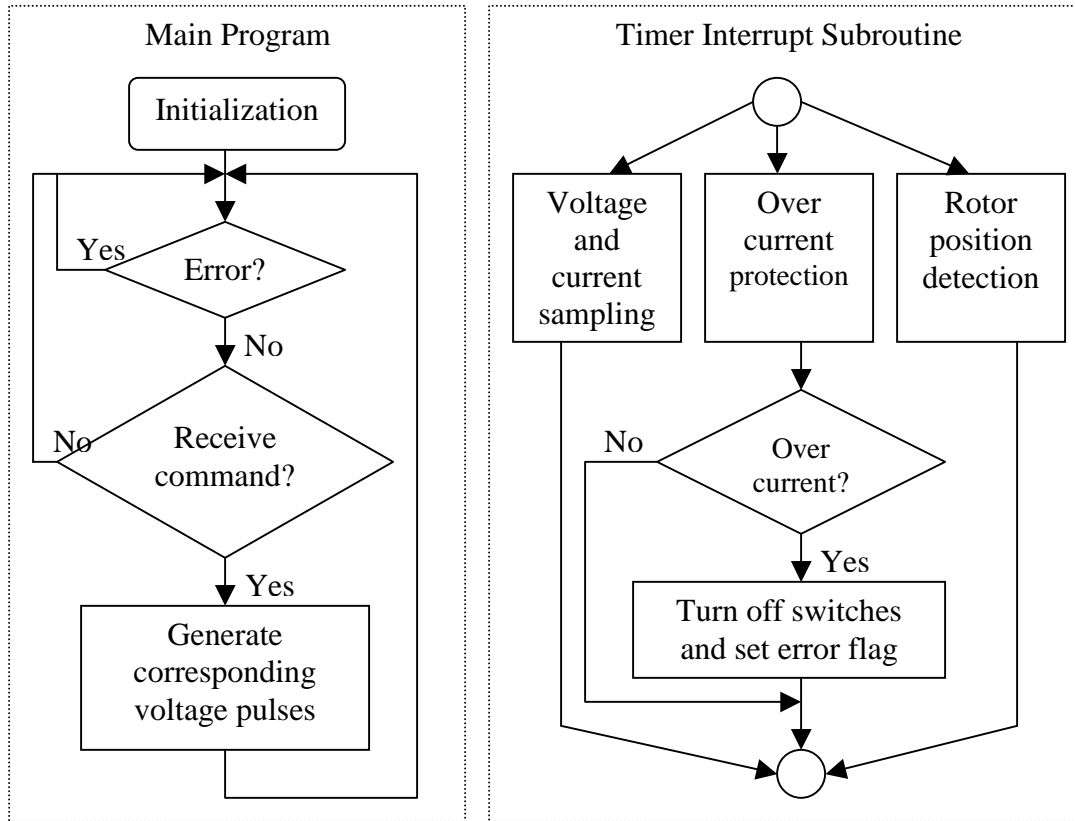 Main Program
Initialization
Yes
Error?
No
No
Receive
command?
Yes
Generate
corresponding
voltage pulses
Timer Interrupt Subroutine
Voltage
and
current
sampling
Over
current
protection
Rotor
position
detection
No
Over
current?
Yes
Turn off switches
and set error flag